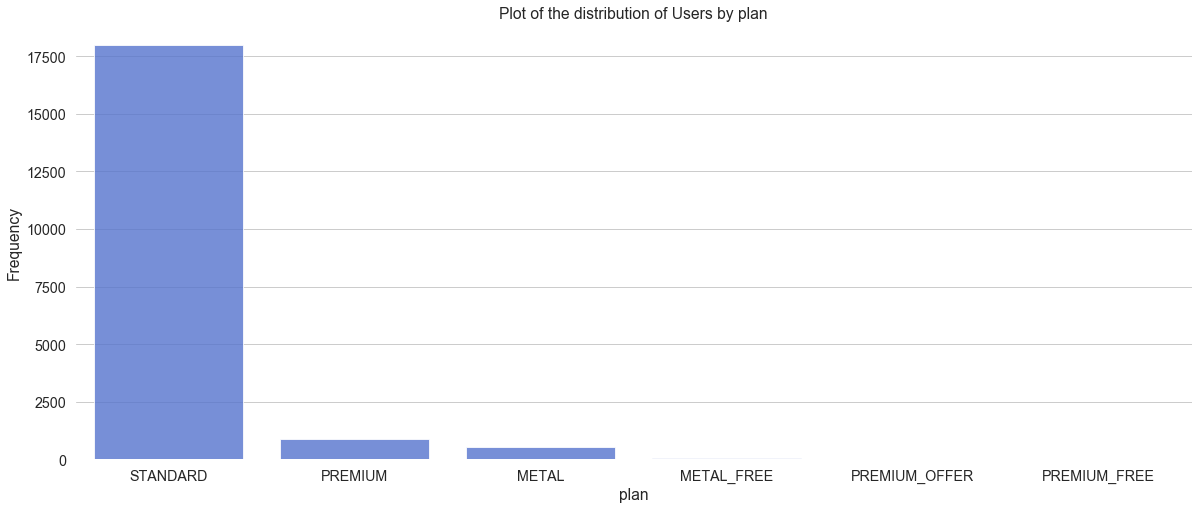 Plot of the distribution of Users by plan
17500
15000
12500
10000
7500
5000
2500
0
Frequency
STANDARD PREMIUM METAL METAL_FREE PREMIUM_OFFER PREMIUM_FREE
plan